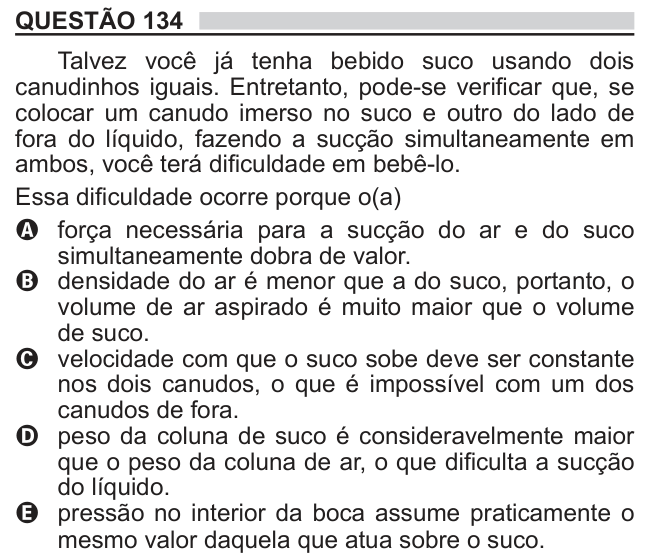 QUESTÃO 134
Talvez você já tenha bebido suco usando dois
canudinhos iguais. Entretanto, pode-se verificar que, se
colocar um canudo imerso no suco e outro do lado de
fora do líquido, fazendo a sucção simultaneamente em
ambos, você terá dificuldade em bebê-lo.
Essa dificuldade ocorre porque o(a)
A força necessária para a sucção do ar e do suco
simultaneamente dobra de valor.
B densidade do ar é menor que a do suco, portanto, o
volume de ar aspirado é muito maior que o volume
de suco.
C velocidade com que o suco sobe deve ser constante
nos dois canudos, o que é impossível com um dos
canudos de fora.
D peso da coluna de suco é consideravelmente maior
que o peso da coluna de ar, o que dificulta a sucção
do líquido.
E pressão no interior da boca assume praticamente o
mesmo valor daquela que atua sobre o suco.